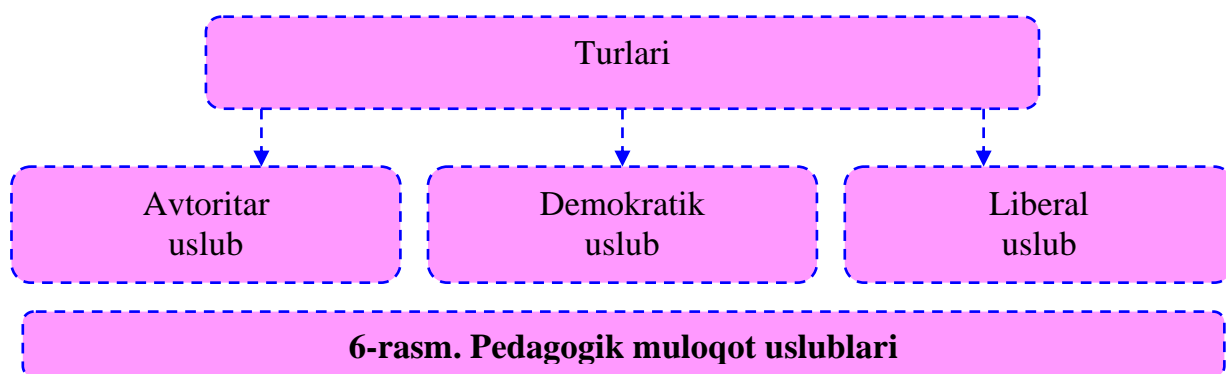 Turlari
Avtoritar
uslub
Demokratik
uslub
Liberal
uslub
6-rasm. Pedagogik muloqot uslublari